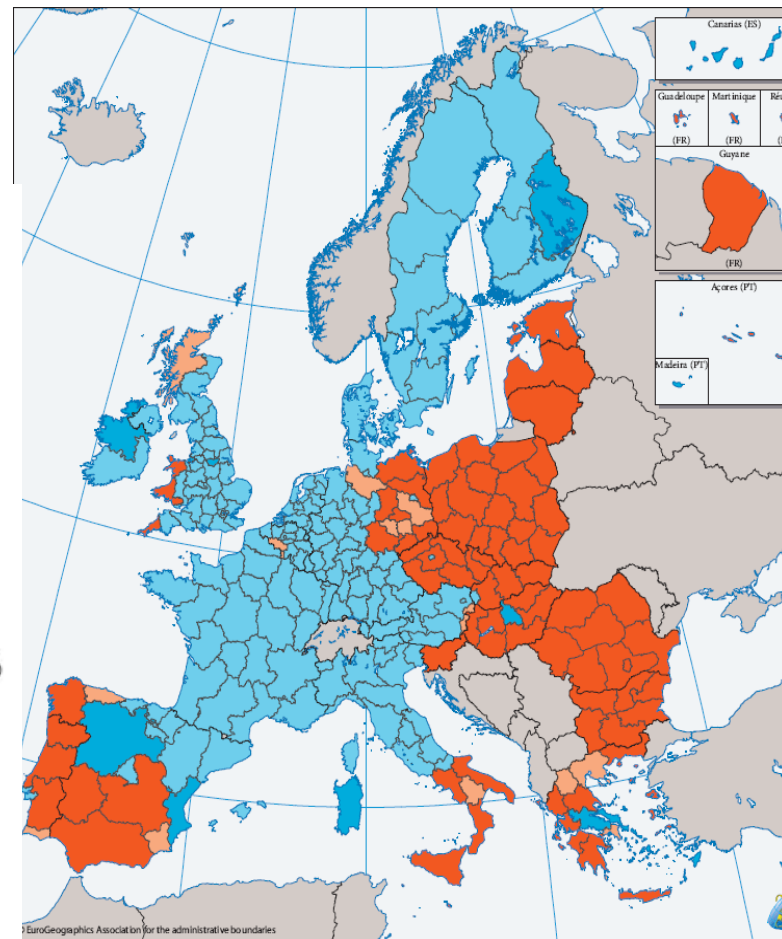 Canarias (ES)
Guadeloupe
Martinique
(FR)
(FR)
Guyane
(FR)
Açores (PT)
Madeira (PT)
© EuroGeographics Association for the administrative boundaries